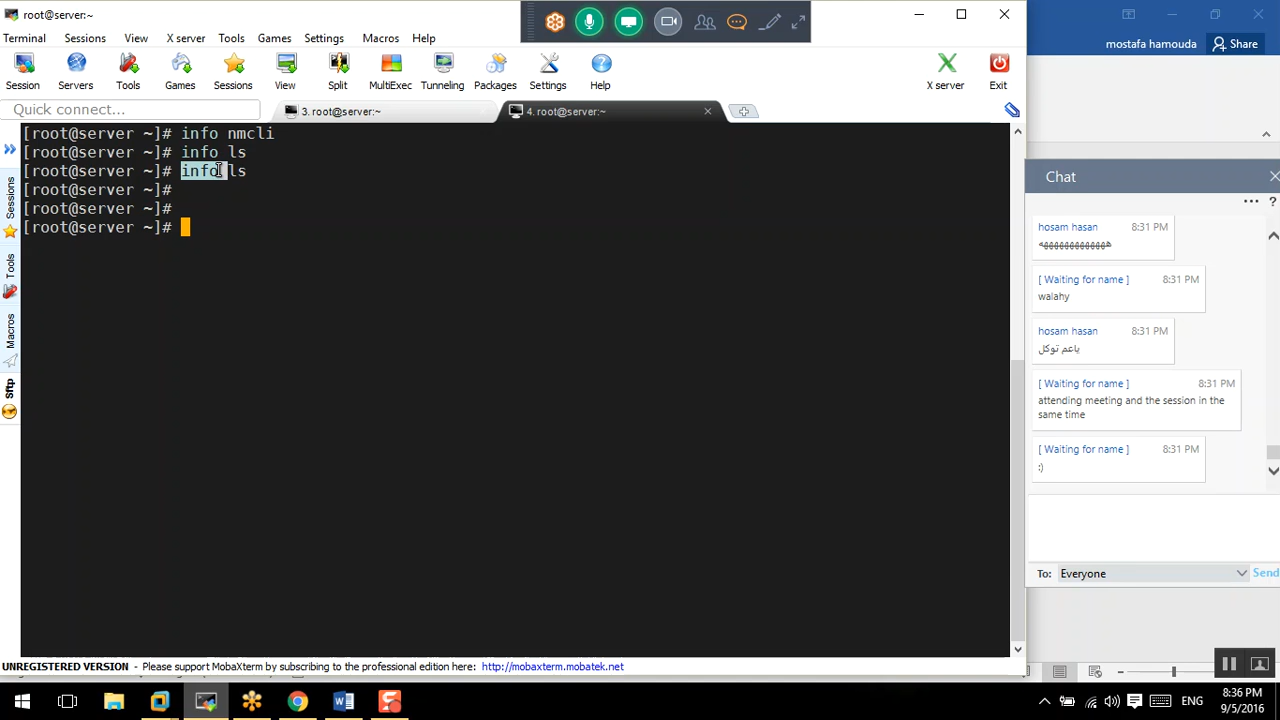 root@server:~
Terminal Sessions View X server Tools Games Settings Macros Help
mostafa hamouda Share
Session Servers Tools Games Sessions View Split MultiExec Tunneling Packages Settings Help X server Exit
Quick connect...
3. root@server:~
4. root@server:~
Sessions
Tools
Macros
Sftp
[root@server ~]# info nmcli
[root@server ~]# info ls
[root@server ~]# info ls
[root@server ~]#
[root@server ~]#
[root@server ~]#
Chat
... ?
hosam hasan 8:31 PM
[ Waiting for name ] 8:31 PM
walahy
hosam hasan 8:31 PM
ياعم توكل
[ Waiting for name ] 8:31 PM
attending meeting and the session in the
same time
[ Waiting for name ] 8:31 PM
:)
To: Everyone Send
UNREGISTERED VERSION - Please support MobaXterm by subscribing to the professional edition here: http://mobaxterm.mobatek.net
ENG
8:36 PM
9/5/2016